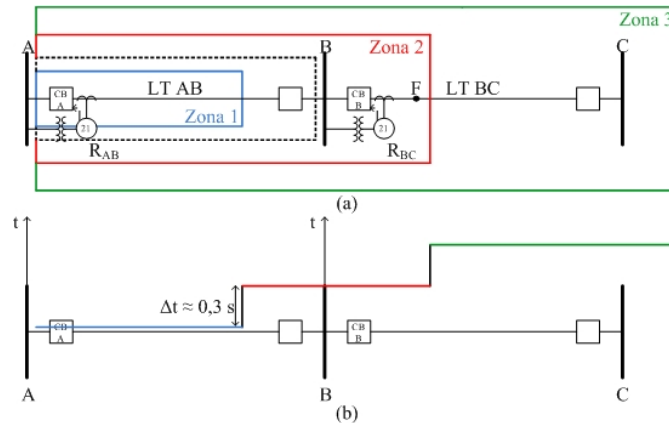 Zona 3
A
B
C
Zona 2
LT AB
F
LT BC
CB
A
CB
B
Zona 1
21
21
RAB
RBC
(a)
t
t
Δt ≈ 0,3 s
CB
A
CB
B
A
B
C
(b)